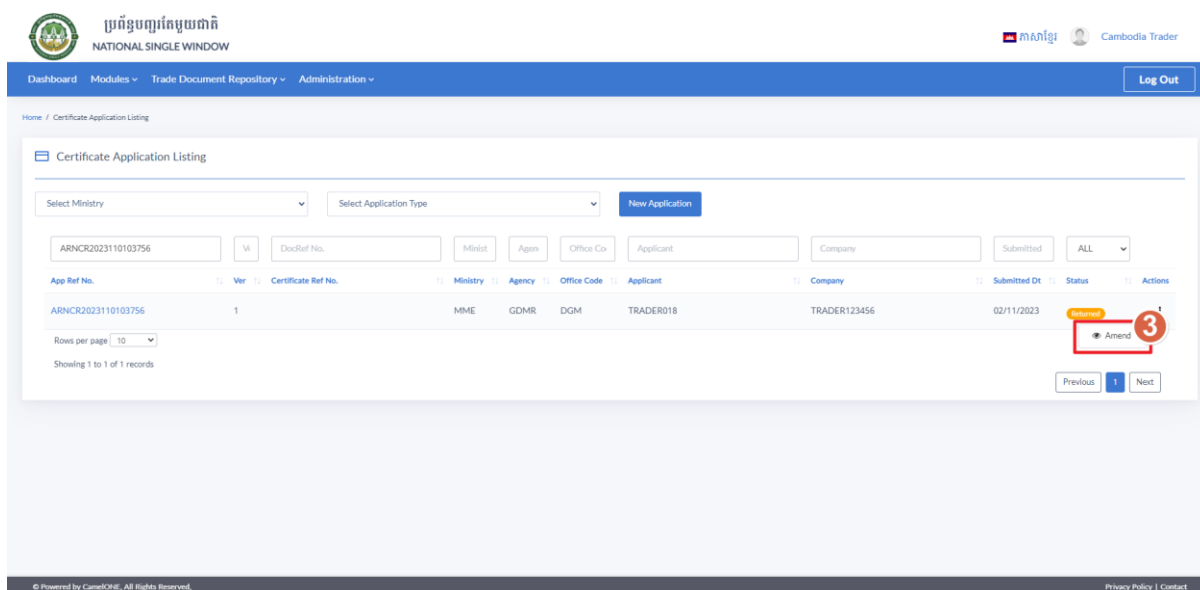 ប្រព័ន្ធបញ្ជរតែមួយជាតិ
NATIONAL SINGLE WINDOW
ភាសាខ្មែរ Cambodia Trader
Dashboard Modules Trade Document Repository Administration Log Out
Home / Certificate Application Listing
Certificate Application Listing
Select Ministry Select Application Type New Application
ARNCR2023110103756 DocRef No. Minist Agen Office Co Applicant Company Submitted ALL
App Ref No. Ver Certificate Ref No. Ministry Agency Office Code Applicant Company Submitted Dt Status Actions
ARNCR2023110103756 1 MME GDMR DGM TRADER018 TRADER123456 02/11/2023 Returned
3
Rows per page 10 Amend
Showing 1 to 1 of 1 records
Previous 1 Next
© Powered by CamelONE, All Rights Reserved. Privacy Policy | Contact